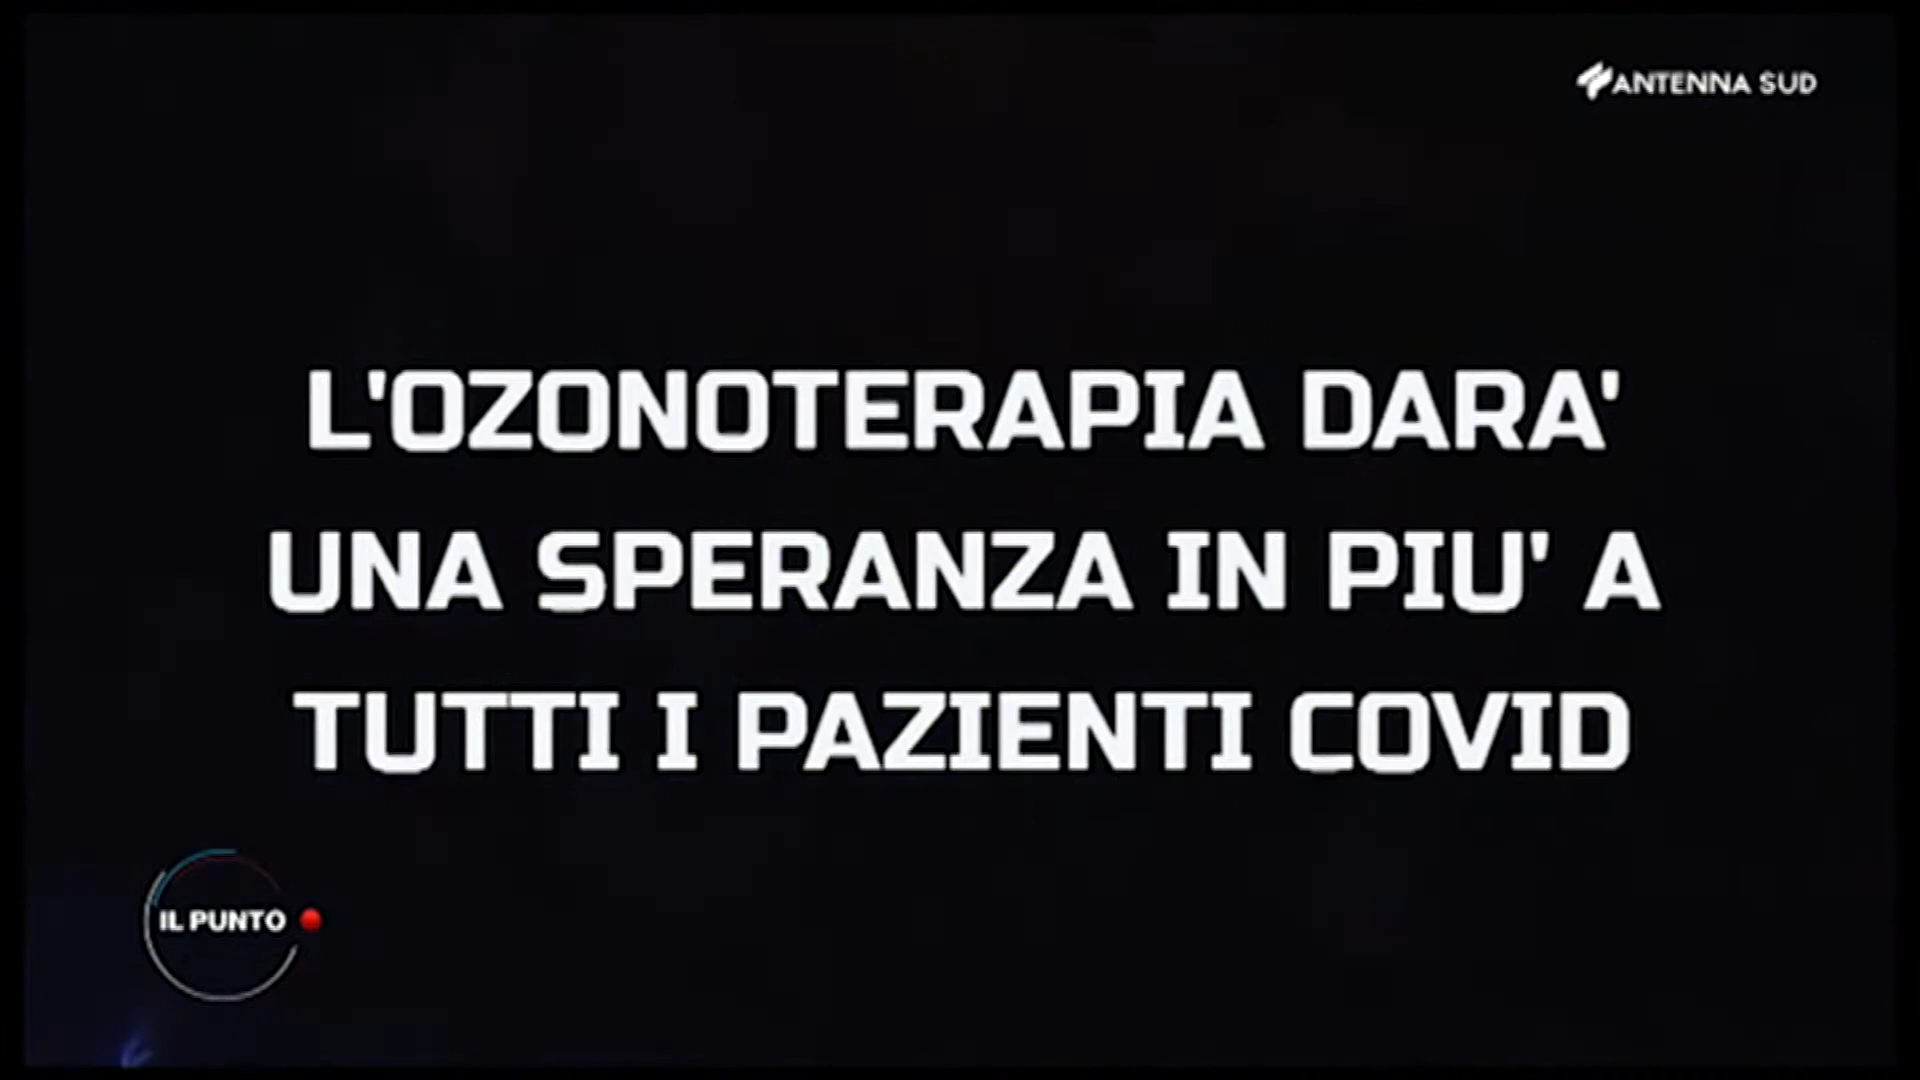 ANTENNA SUD
L'OZONOTERAPIA DARA'
UNA SPERANZA IN PIU' A
TUTTI I PAZIENTI COVID
IL PUNTO